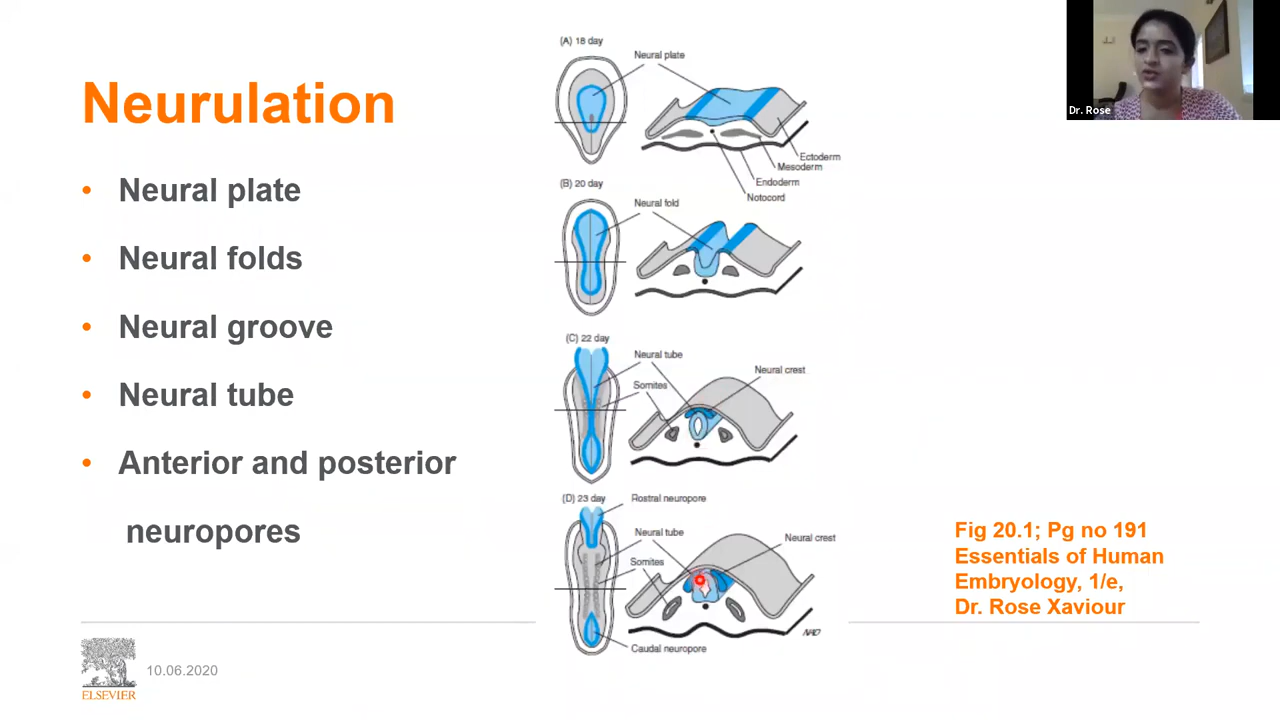 Neurulation
• Neural plate
• Neural folds
• Neural groove
• Neural tube
• Anterior and posterior
neuropores
(A) 18 day
Neural plate
Ectoderm
Mesoderm
Endoderm
Notocord
(B) 20 day
Neural fold
(C) 22 day
Neural tube
Neural crest
Somites
(D) 23 day
Rostral neuropore
Neural tube
Neural crest
Somites
Caudal neuropore
NAD
Fig 20.1; Pg no 191
Essentials of Human
Embryology, 1/e,
Dr. Rose Xaviour
Dr. Rose
ELSEVIER
10.06.2020